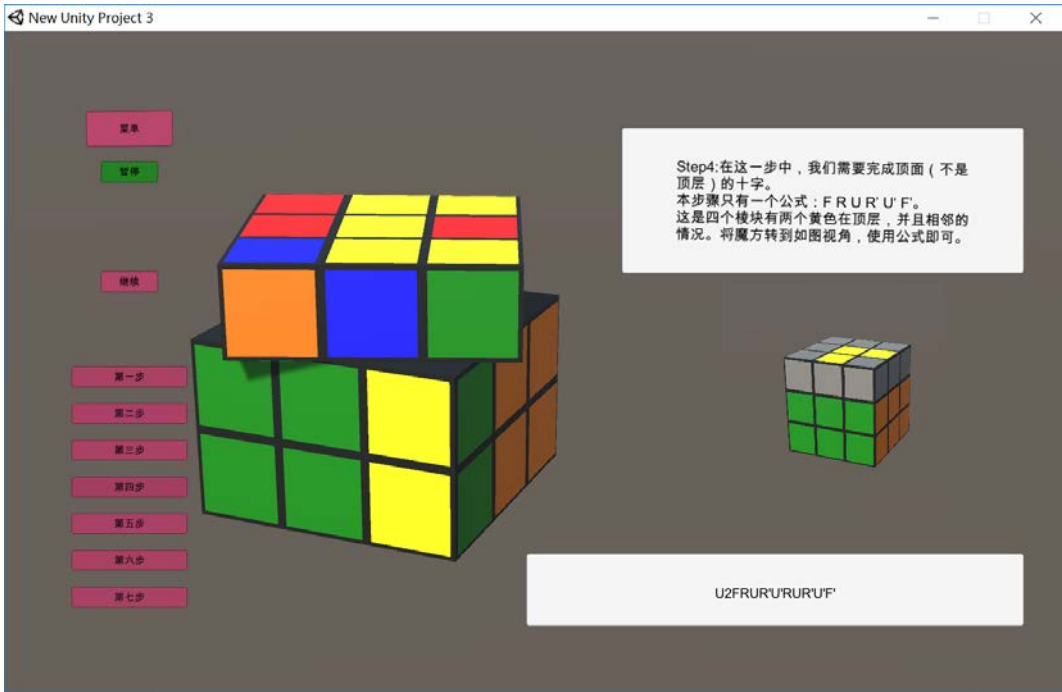 New Unity Project 3
菜单
暂停
继续
第一步
第二步
第三步
第四步
第五步
第六步
第七步
Step4:在这一步中，我们需要完成顶面（不是
顶层）的十字。
本步骤只有一个公式：F R U R' U' F'。
这是四个棱块有两个黄色在顶层，并且相邻的
情况。将魔方转到如图视角，使用公式即可。
U2FRUR'U'RUR'U'F'